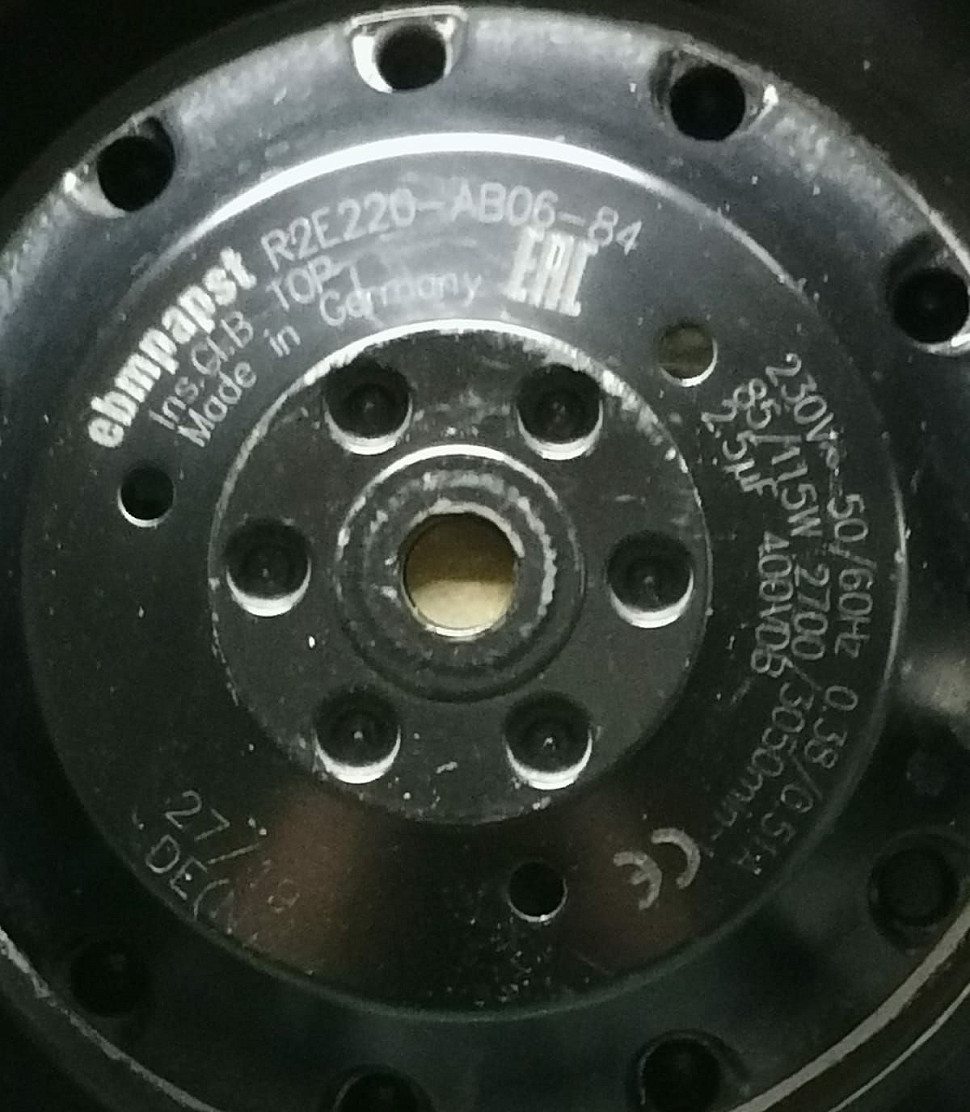 ebmpapst R2E220-AB06-84
Ins.Cl.B TOP 1
Made in Germany
EAC
230V~ 50/60Hz 0.38/0.51A
85/115W 2700/3050min
2.5µF 400VDB
CE
27/